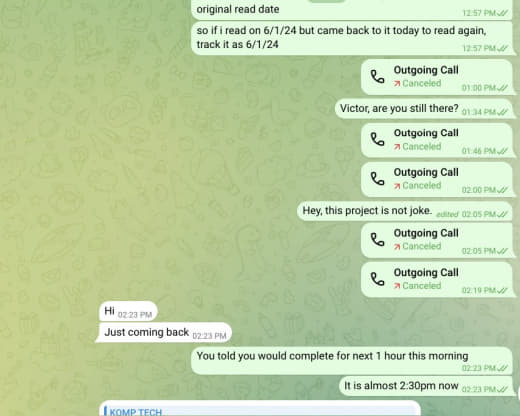 original read date
12:57 PM
so if i read on 6/1/24 but came back to it today to read again,
track it as 6/1/24
12:57 PM
Outgoing Call
Canceled
01:00 PM
Victor, are you still there? 01:34 PM
Outgoing Call
Canceled
01:46 PM
Outgoing Call
Canceled
02:00 PM
Hey, this project is not joke. edited 02:05 PM
Outgoing Call
Canceled
02:05 PM
Outgoing Call
Canceled
02:19 PM
Hi 02:23 PM
Just coming back 02:23 PM
You told you would complete for next 1 hour this morning
02:23 PM
It is almost 2:30pm now 02:23 PM
KOMP TECH